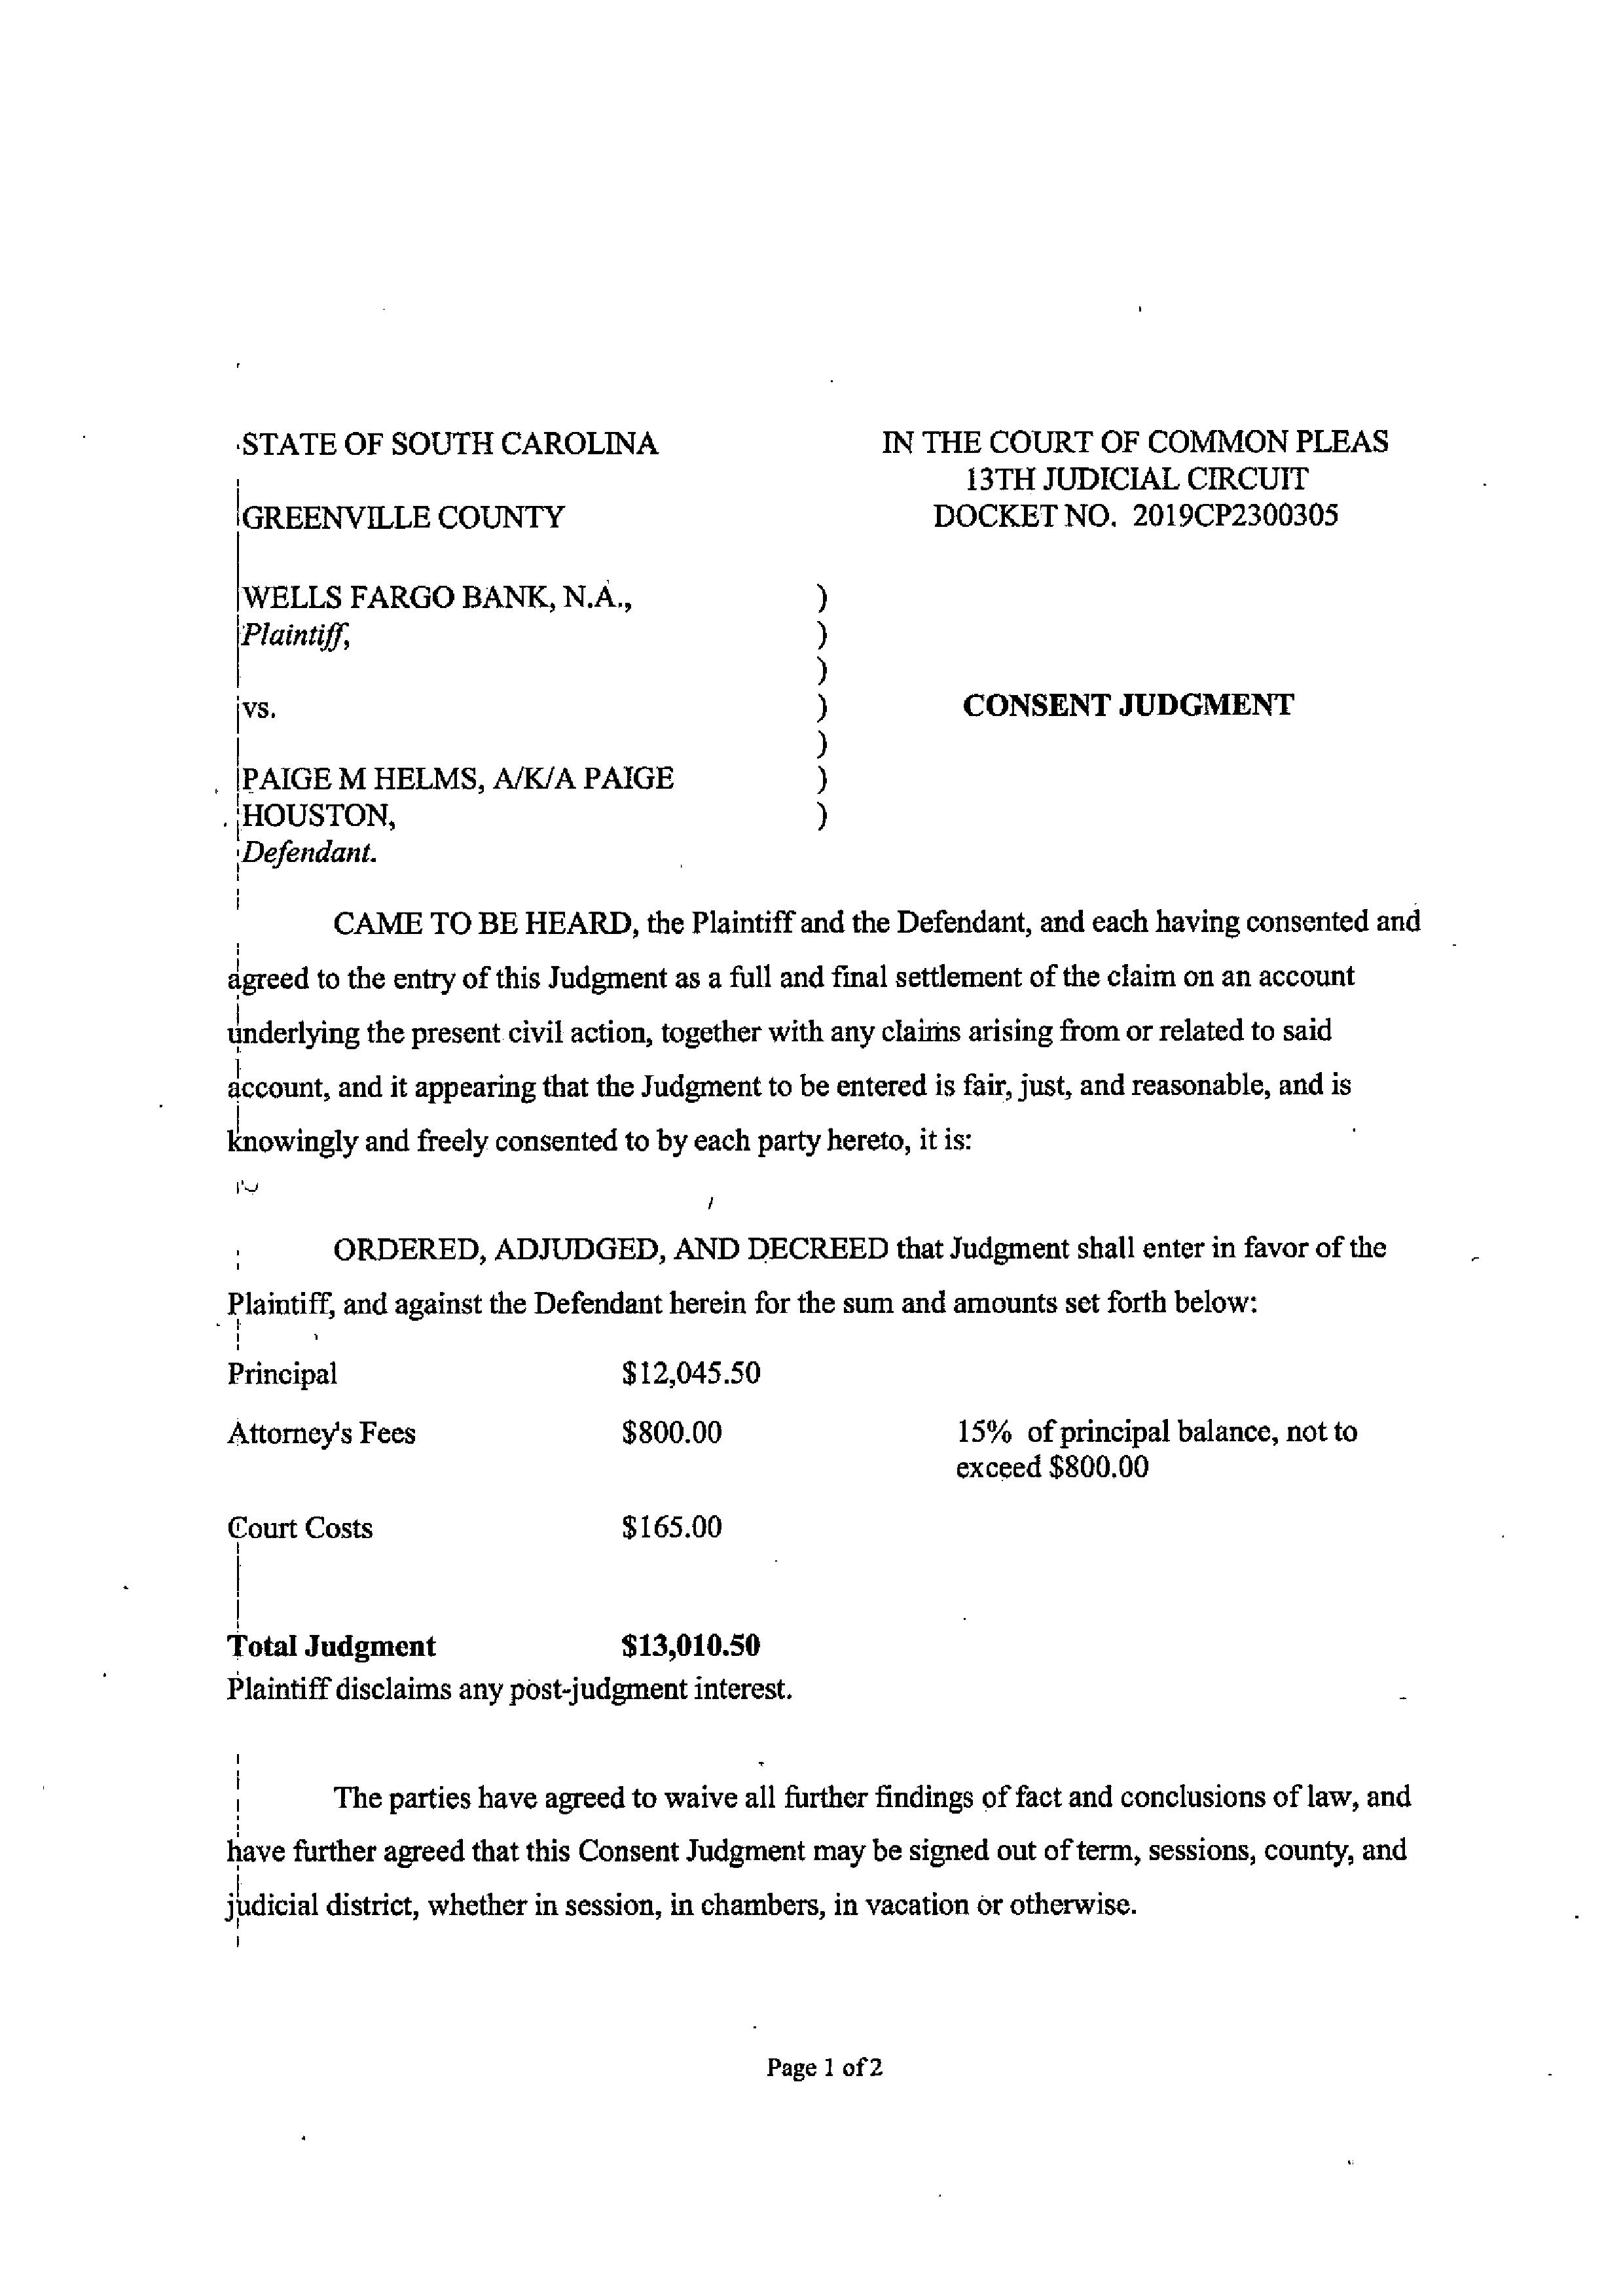 STATE OF SOUTH CAROLINA
IN THE COURT OF COMMON PLEAS
13TH JUDICIAL CIRCUIT
GREENVILLE COUNTY
DOCKET NO. 2019CP2300305
WELLS FARGO BANK, N.A., )
Plaintiff, )
)
vs. ) CONSENT JUDGMENT
)
PAIGE M HELMS, A/K/A PAIGE )
HOUSTON, )
Defendant.
CAME TO BE HEARD, the Plaintiff and the Defendant, and each having consented and
agreed to the entry of this Judgment as a full and final settlement of the claim on an account
underlying the present civil action, together with any claims arising from or related to said
account, and it appearing that the Judgment to be entered is fair, just, and reasonable, and is
knowingly and freely consented to by each party hereto, it is:
ORDERED, ADJUDGED, AND DECREED that Judgment shall enter in favor of the
Plaintiff, and against the Defendant herein for the sum and amounts set forth below:
Principal $12,045.50
Attorney's Fees $800.00 15% of principal balance, not to
exceed $800.00
Court Costs $165.00
Total Judgment $13,010.50
Plaintiff disclaims any post-judgment interest.
The parties have agreed to waive all further findings of fact and conclusions of law, and
have further agreed that this Consent Judgment may be signed out of term, sessions, county, and
judicial district, whether in session, in chambers, in vacation or otherwise.
Page 1 of 2